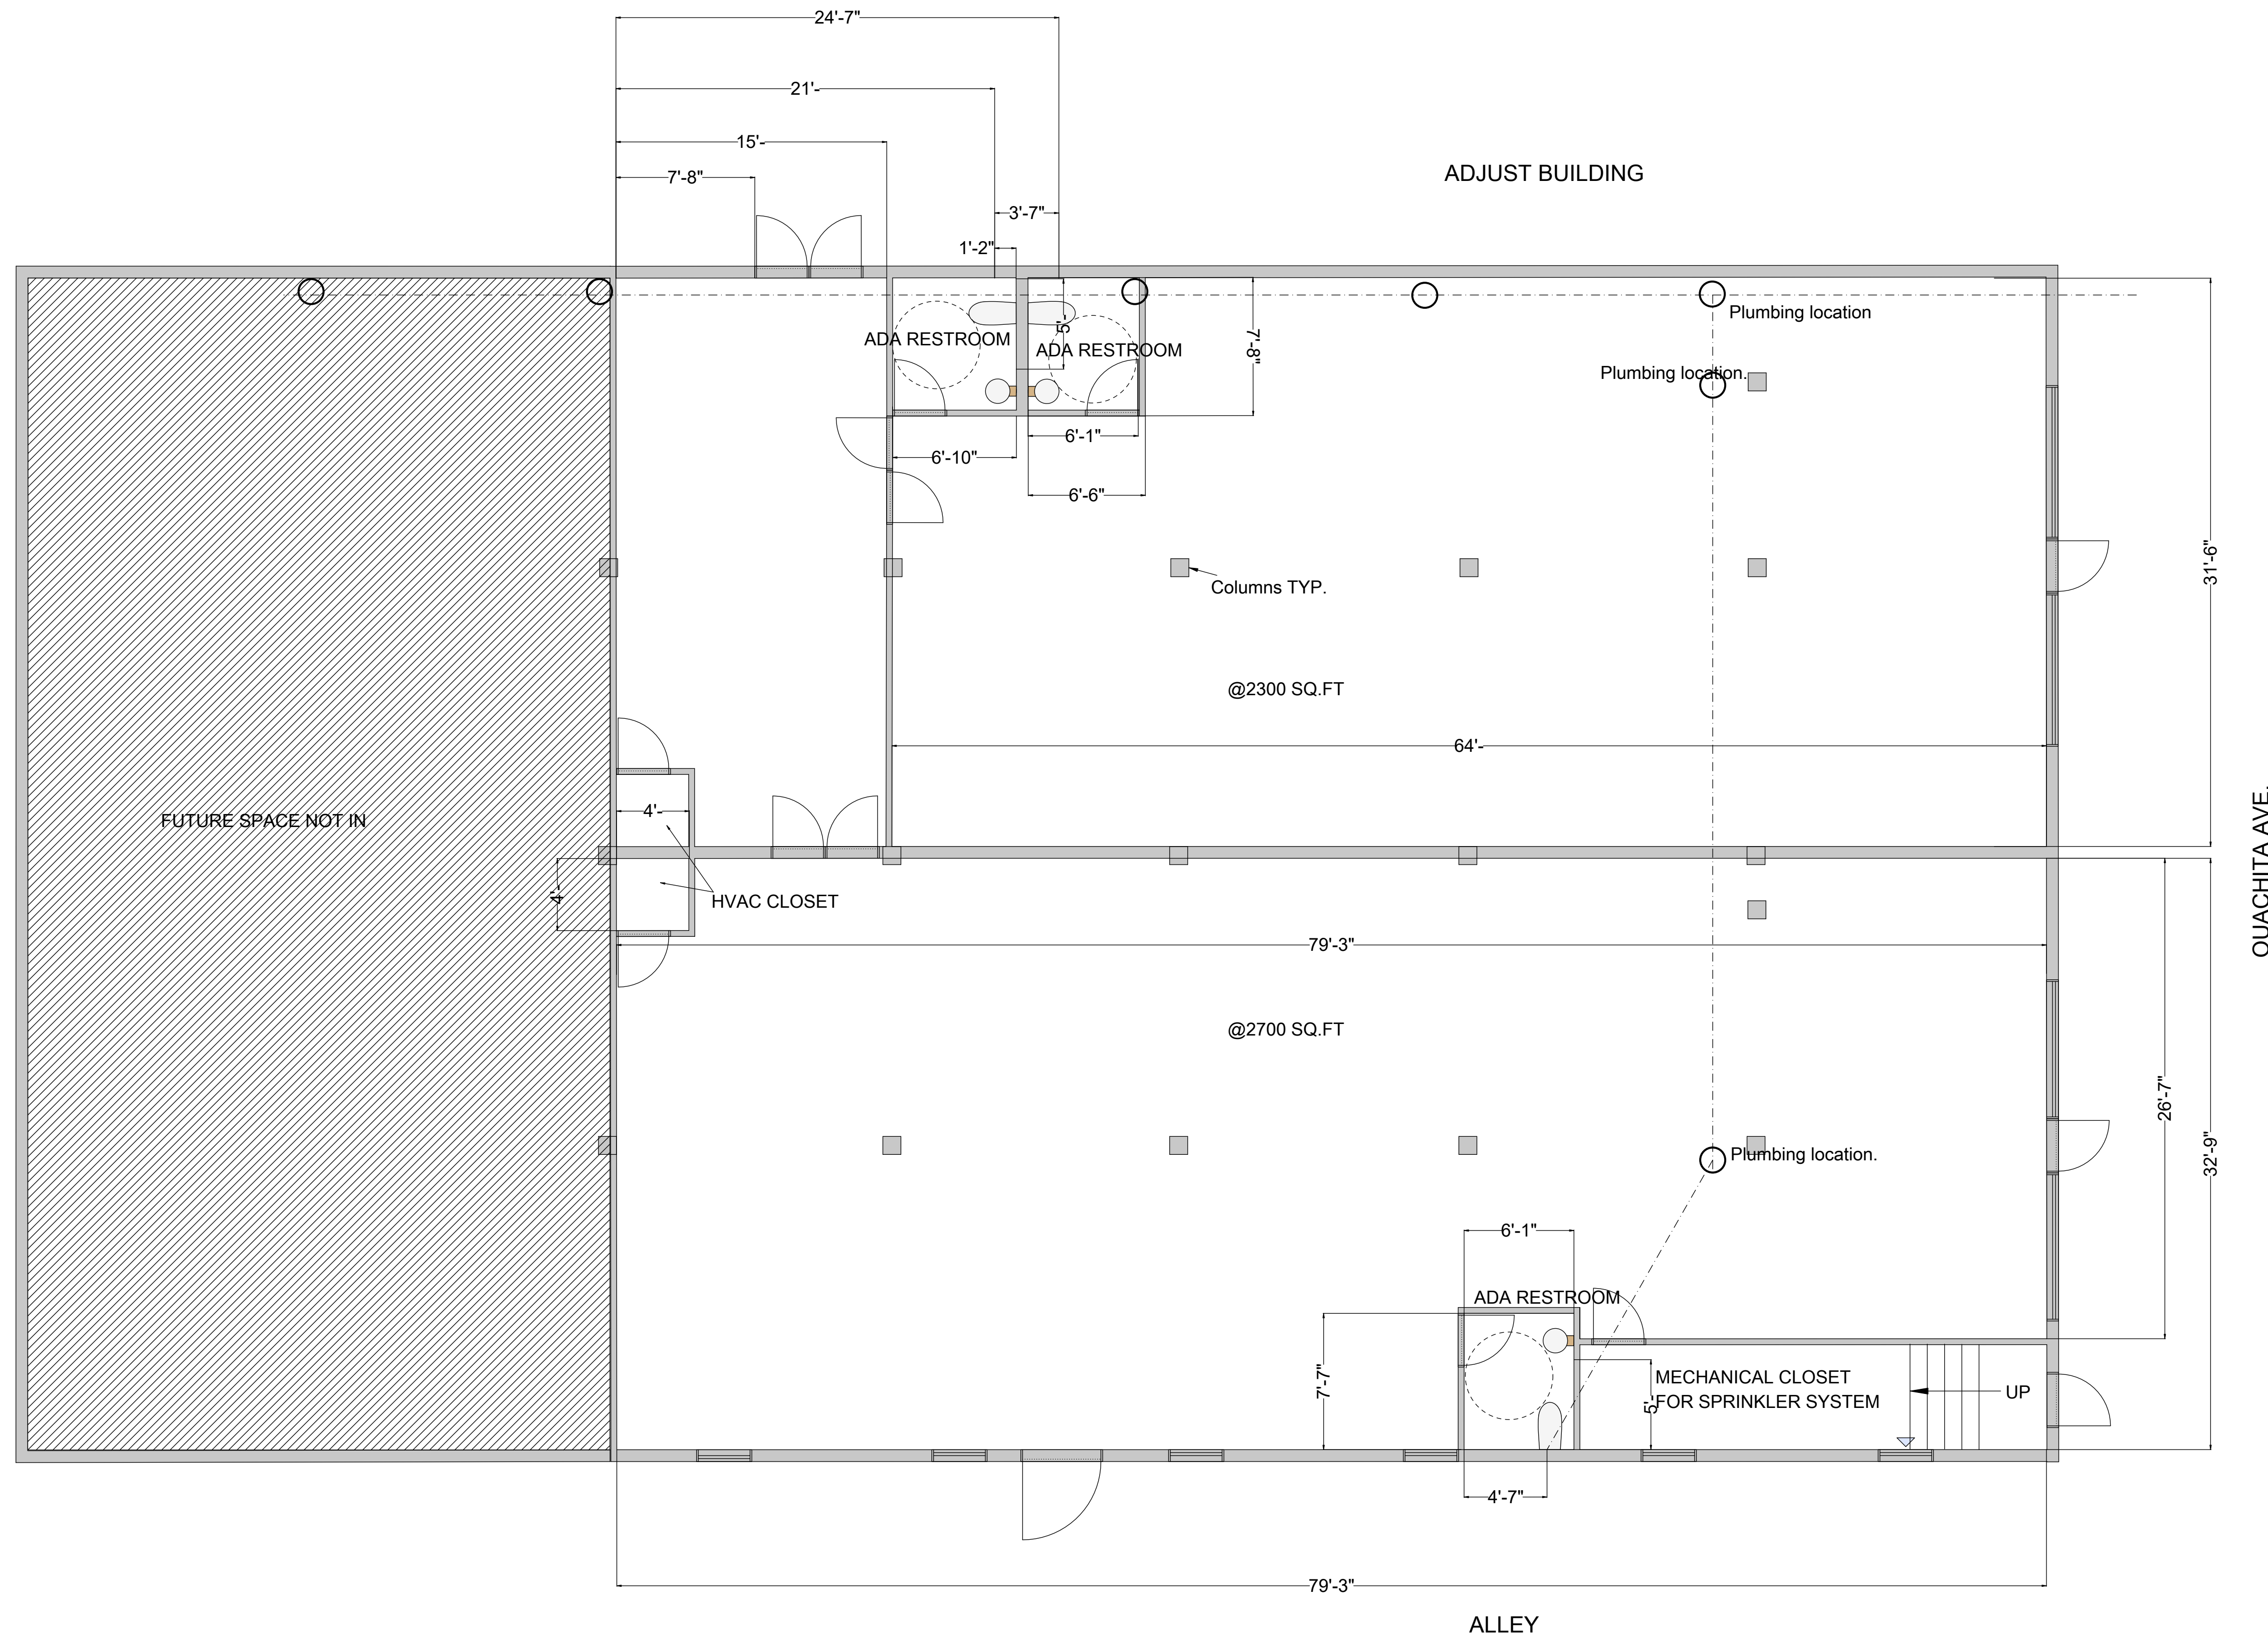 24'-7"
21'-
15'-
7'-8"
3'-7"
1'-2"
ADJUST BUILDING
Plumbing location
ADA RESTROOM
5'-
ADA RESTROOM
7'-8"
Plumbing location.
6'-1"
6'-10"
6'-6"
Columns TYP.
31'-6"
@2300 SQ.FT
64'-
4'-
FUTURE SPACE NOT IN
OUACHITA AVE.
4'-
HVAC CLOSET
79'-3"
@2700 SQ.FT
26'-7"
32'-9"
Plumbing location.
6'-1"
ADA RESTROOM
7'-7"
5'-
MECHANICAL CLOSET
FOR SPRINKLER SYSTEM
UP
4'-7"
79'-3"
ALLEY